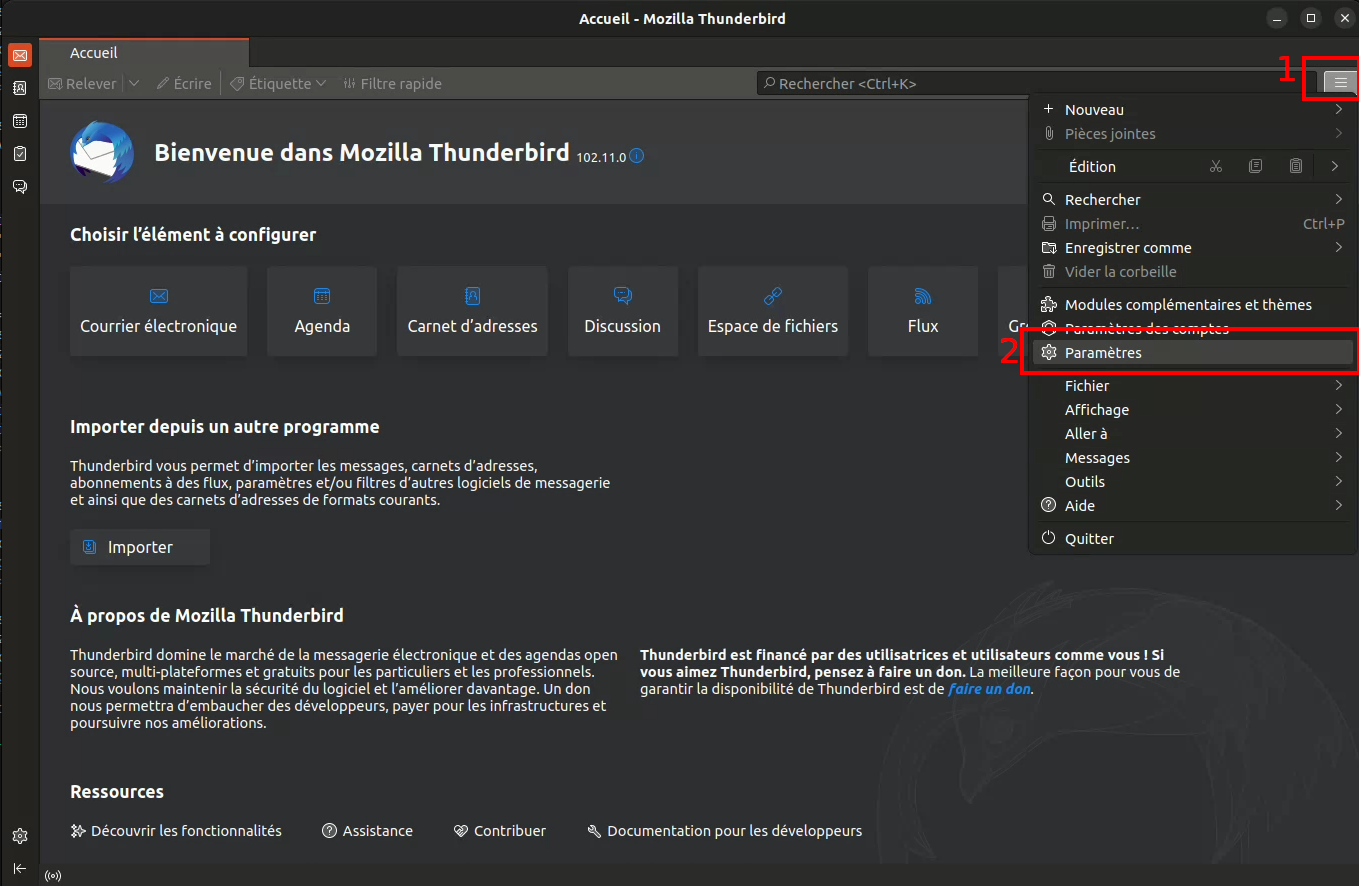 Accueil - Mozilla Thunderbird
Accueil
1
Relever
Écrire
Étiquette
Filtre rapide
Rechercher <Ctrl+K>
Bienvenue dans Mozilla Thunderbird 102.11.0
Choisir l’élément à configurer
Courrier électronique
Agenda
Carnet d’adresses
Discussion
Espace de fichiers
Flux
Gr
Importer depuis un autre programme
Thunderbird vous permet d’importer les messages, carnets d’adresses,
abonnements à des flux, paramètres et/ou filtres d’autres logiciels de messagerie
et ainsi que des carnets d’adresses de formats courants.
Importer
À propos de Mozilla Thunderbird
Thunderbird domine le marché de la messagerie électronique et des agendas open
source, multi-plateformes et gratuits pour les particuliers et les professionnels.
Nous voulons maintenir la sécurité du logiciel et l’améliorer davantage. Un don
nous permettra d’embaucher des développeurs, payer pour les infrastructures et
poursuivre nos améliorations.
Thunderbird est financé par des utilisatrices et utilisateurs comme vous ! Si
vous aimez Thunderbird, pensez à faire un don. La meilleure façon pour vous de
garantir la disponibilité de Thunderbird est de faire un don.
Ressources
Découvrir les fonctionnalités
Assistance
Contribuer
Documentation pour les développeurs
Nouveau
Pièces jointes
Édition
Rechercher
Imprimer… Ctrl+P
Enregistrer comme
Vider la corbeille
Modules complémentaires et thèmes
Paramètres des comptes
2
Paramètres
Fichier
Affichage
Aller à
Messages
Outils
Aide
Quitter